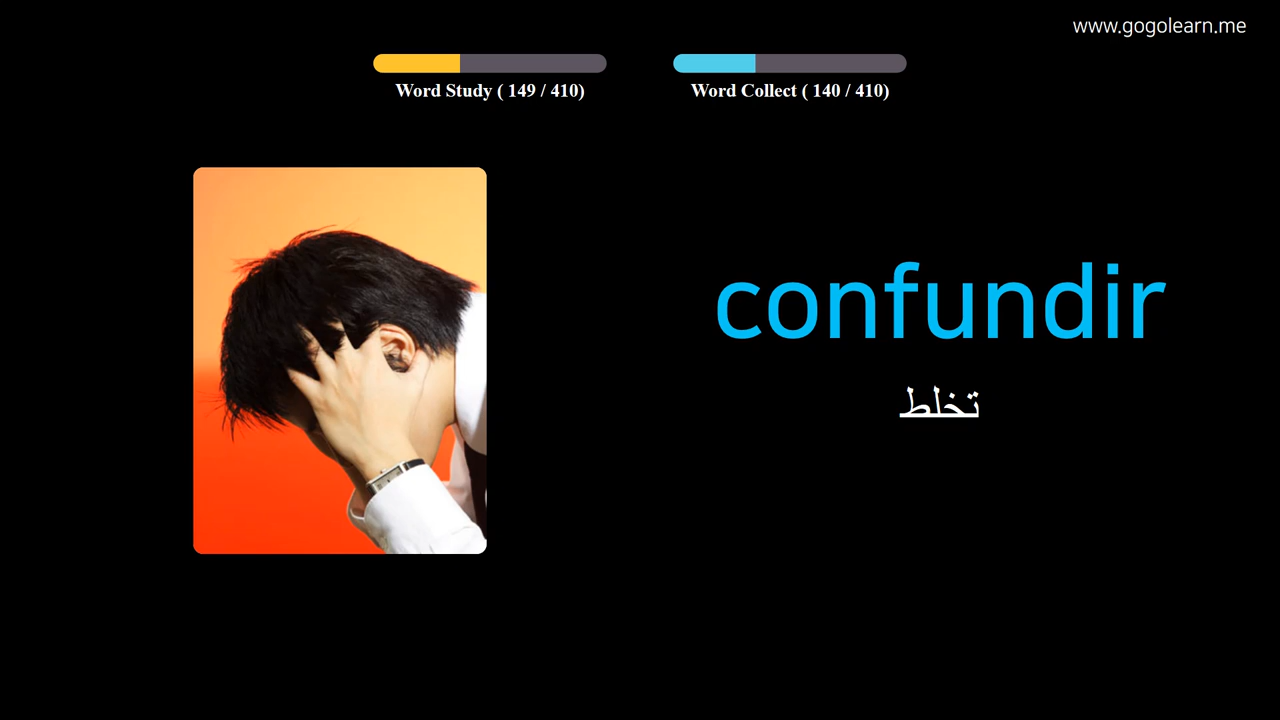 www.gogolearn.me
Word Study ( 149 / 410)
Word Collect ( 140 / 410)
confundir
تخلط